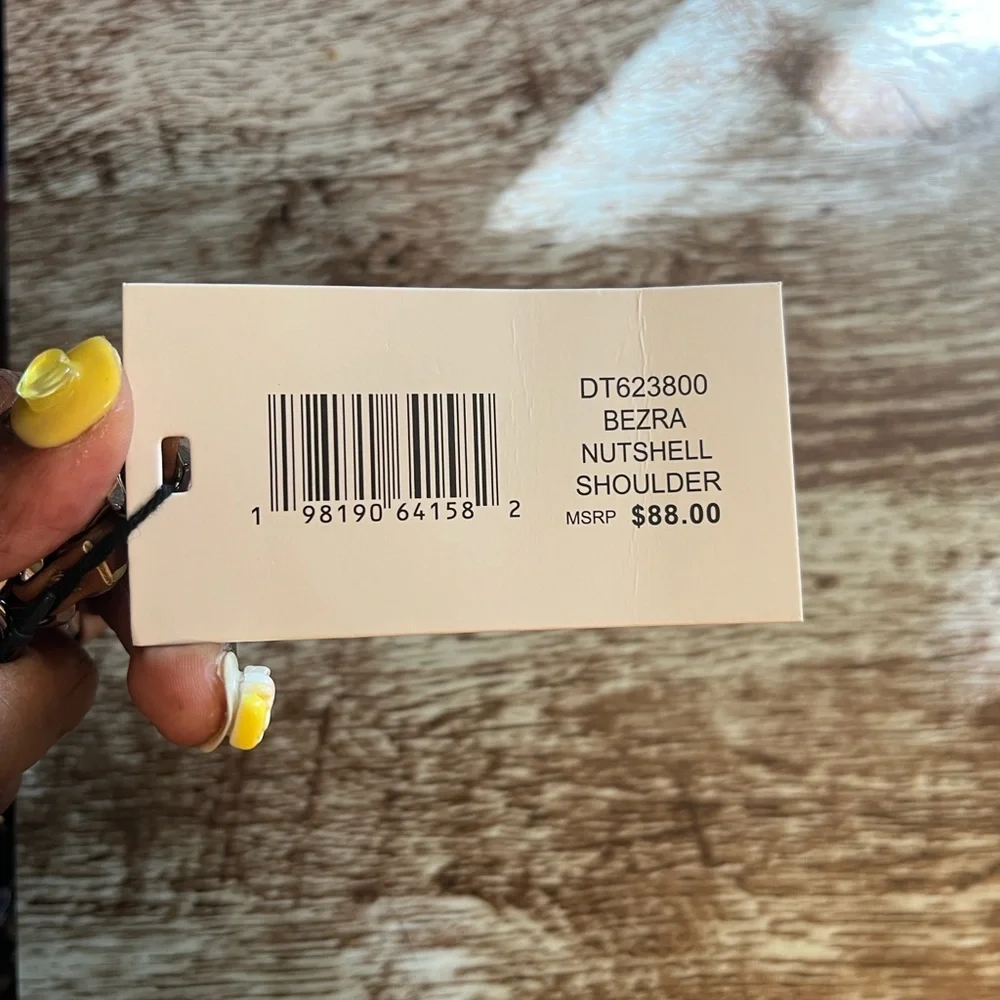 1 98190 64158 2
DT623800
BEZRA
NUTSHELL
SHOULDER
MSRP $88.00